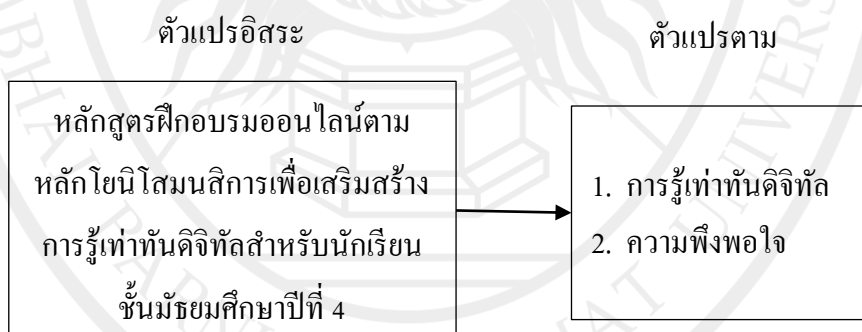 ตัวแปรอิสระ
ตัวแปรตาม
หลักสูตรฝึกอบรมออนไลน์ตาม
หลักโยนิโสมนสิการเพื่อเสริมสร้าง
การรู้เท่าทันดิจิทัลสำหรับนักเรียน
ชั้นมัธยมศึกษาปีที่ 4
1. การรู้เท่าทันดิจิทัล
2. ความพึงพอใจ